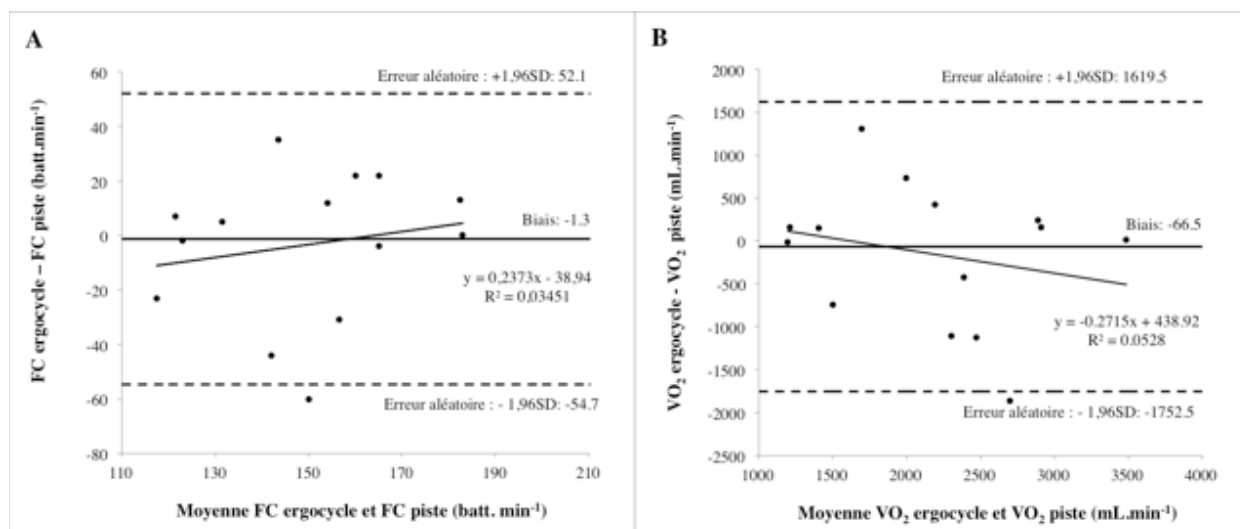 A
FC ergocycle – FC piste (batt.min⁻¹)
60
40
20
0
-20
-40
-60
-80
Erreur aléatoire : +1,96SD: 52.1
Biais: -1.3
y = 0,2373x - 38,94
R² = 0,03451
Erreur aléatoire : - 1,96SD: -54.7
110
130
150
170
190
210
Moyenne FC ergocycle et FC piste (batt. min⁻¹)
B
VO₂ ergocycle - VO₂ piste (mL.min⁻¹)
2000
1500
1000
500
0
-500
-1000
-1500
-2000
-2500
Erreur aléatoire : +1,96SD: 1619.5
Biais: -66.5
y = -0.2715x + 438.92
R² = 0.0528
Erreur aléatoire : - 1,96SD: -1752.5
1000
1500
2000
2500
3000
3500
4000
Moyenne VO₂ ergocycle et VO₂ piste (mL.min⁻¹)